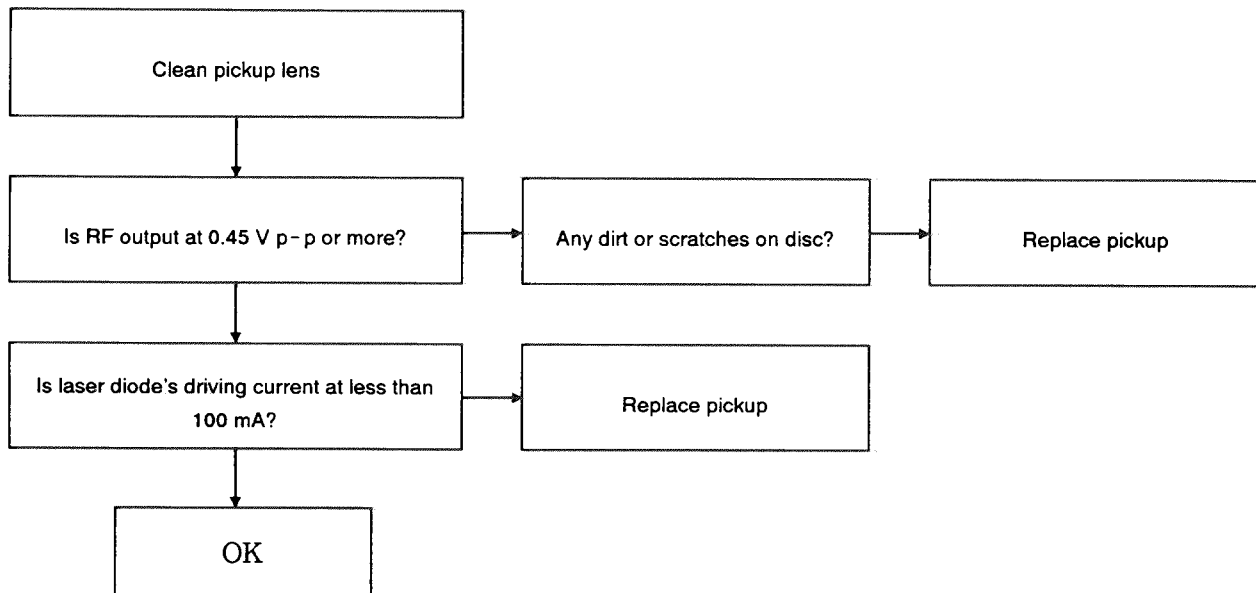 Clean pickup lens
Is RF output at 0.45 V p-p or more?
Any dirt or scratches on disc?
Replace pickup
Is laser diode's driving current at less than
100 mA?
Replace pickup
OK